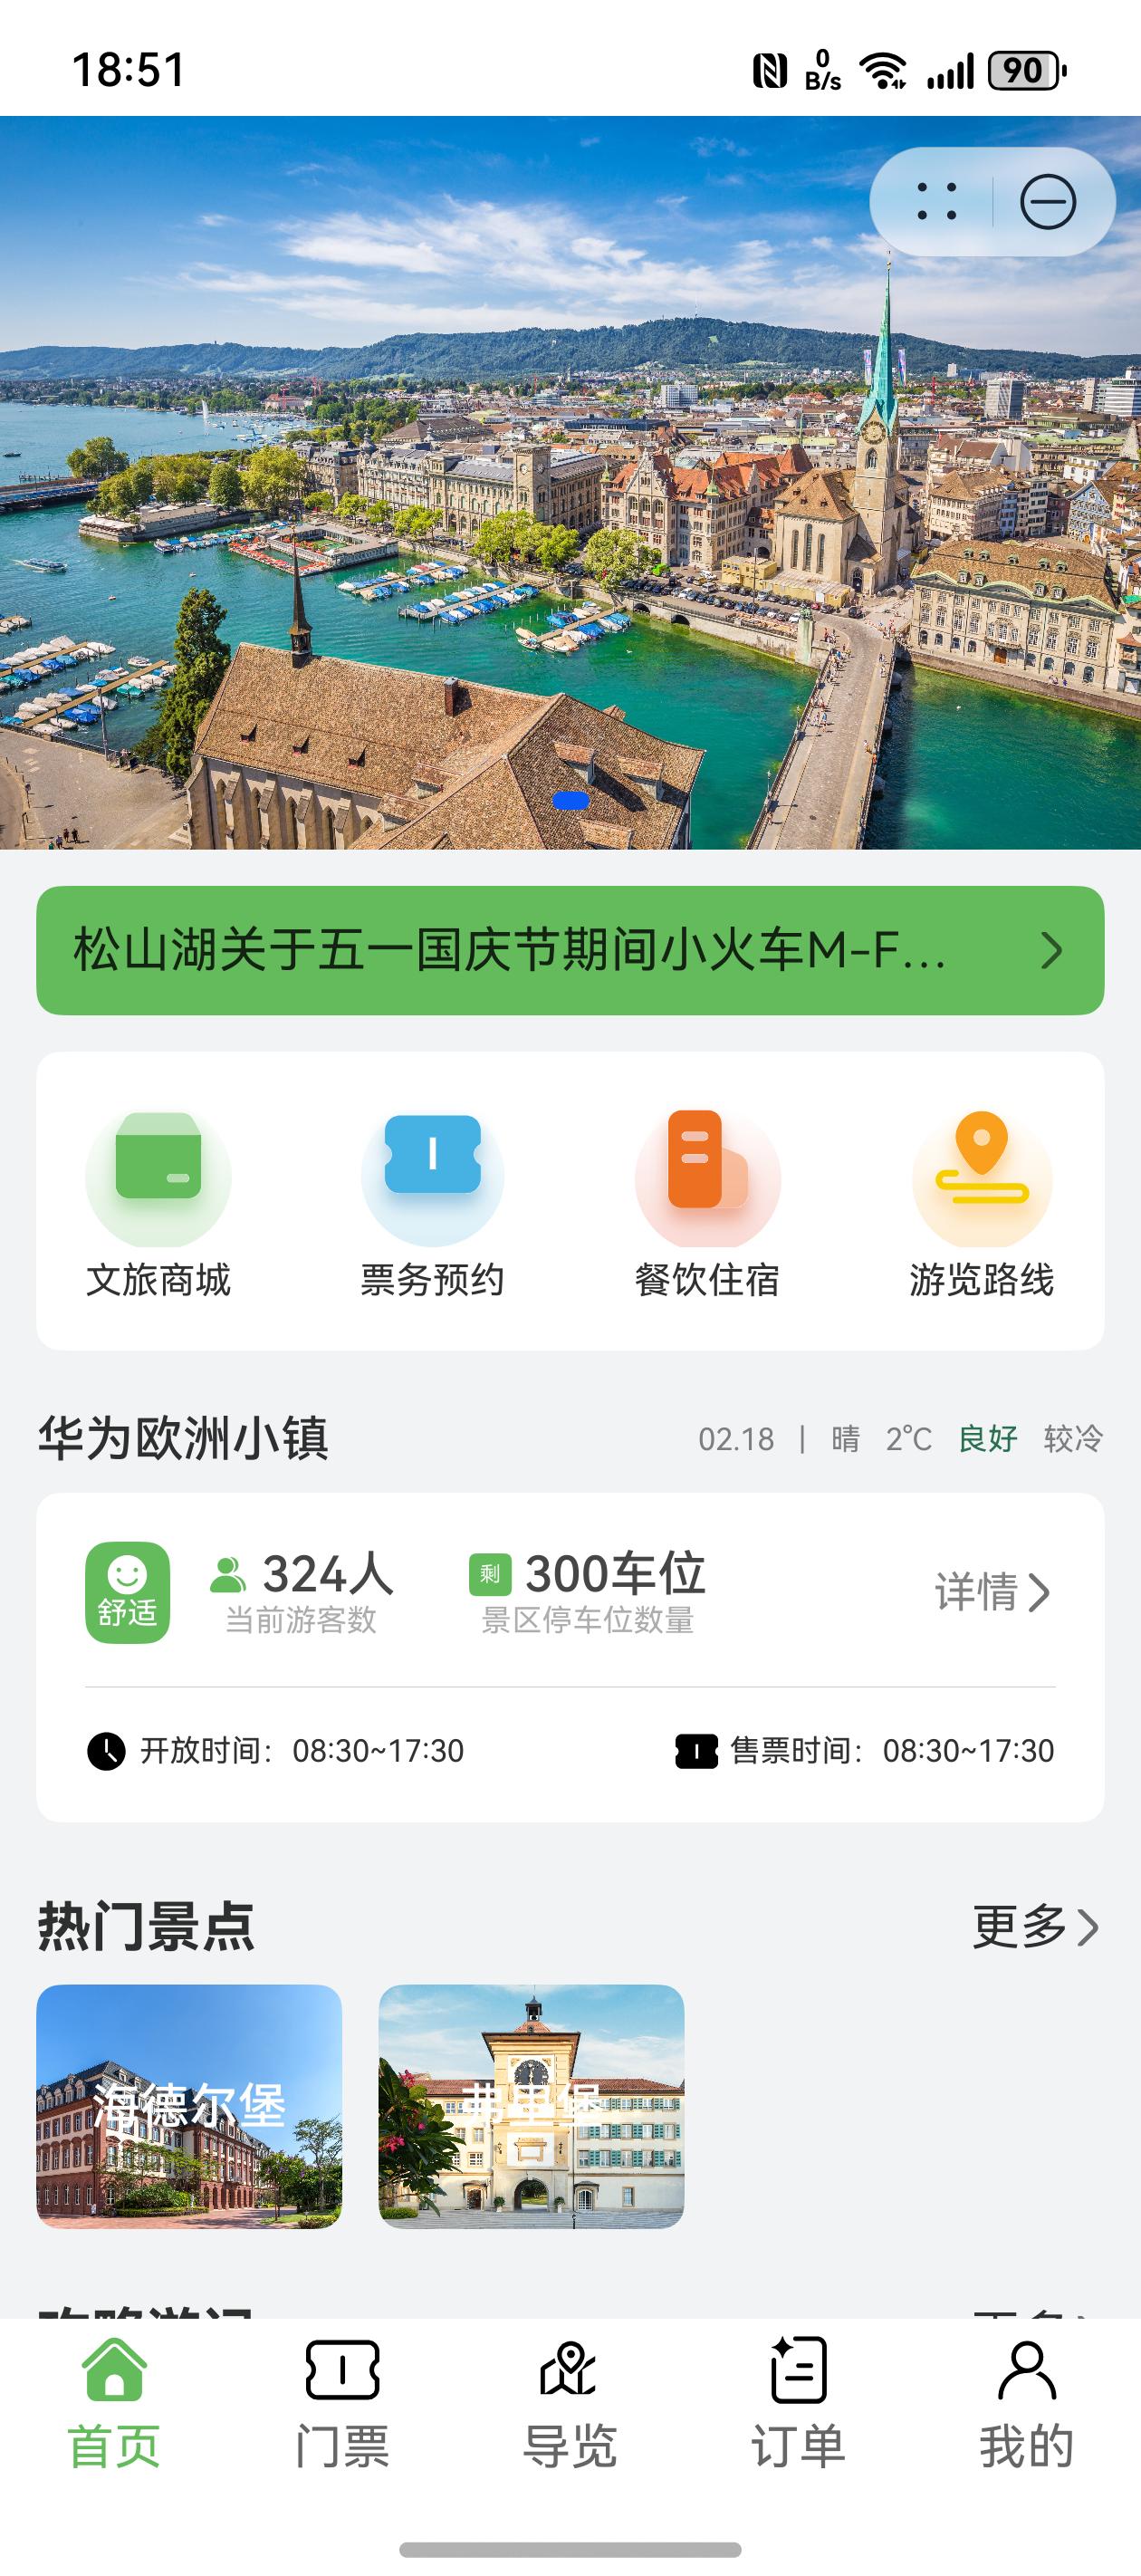 18:51
0
B/s
90
松山湖关于五一国庆节期间小火车M-F...
文旅商城
票务预约
餐饮住宿
游览路线
华为欧洲小镇
02.18 | 晴 2℃ 良好 较冷
舒适
324人
当前游客数
剩
300车位
景区停车位数量
详情
开放时间：08:30~17:30
售票时间：08:30~17:30
热门景点
更多
海德尔堡
弗里堡
首页
门票
导览
订单
我的